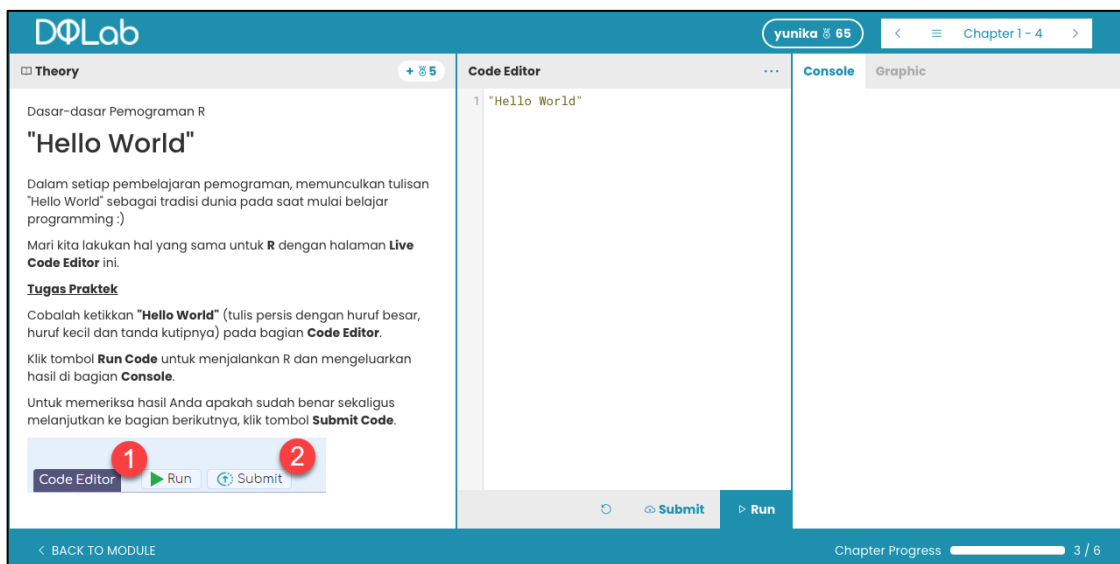 DQLab
yunika 65
Chapter 1 - 4
Theory
+ 5
Code Editor
...
Console
Graphic
Dasar-dasar Pemograman R
"Hello World"
Dalam setiap pembelajaran pemograman, memunculkan tulisan
"Hello World" sebagai tradisi dunia pada saat mulai belajar
programming :)
Mari kita lakukan hal yang sama untuk R dengan halaman Live
Code Editor ini.
Tugas Praktek
Cobalah ketikkan "Hello World" (tulis persis dengan huruf besar,
huruf kecil dan tanda kutipnya) pada bagian Code Editor.
Klik tombol Run Code untuk menjalankan R dan mengeluarkan
hasil di bagian Console.
Untuk memeriksa hasil Anda apakah sudah benar sekaligus
melanjutkan ke bagian berikutnya, klik tombol Submit Code.
1
2
Code Editor
Run
Submit
1 "Hello World"
Submit
Run
< BACK TO MODULE
Chapter Progress
3 / 6